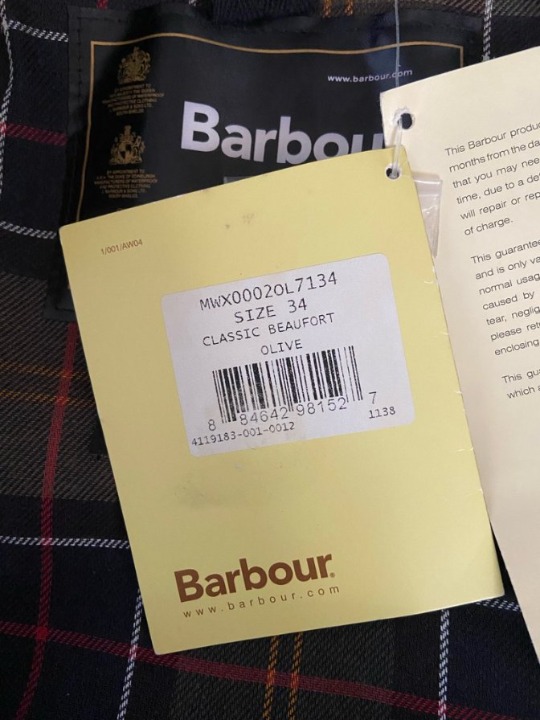 www.barbour.com
Barbou
1/001/AW04
MWX00020L7134
SIZE 34
CLASSIC BEAUFORT
OLIVE
8 84642 98152 7
4119183-001-0012 1138
Barbour®
www.barbour.com
This Barbour produ
months from the da
that you may nee
time, due to a de
will repair or rep
of charge.
This guarantee
and is only va
normal usag
caused by
tear, neglig
please ret
enclosing
This gua
which a